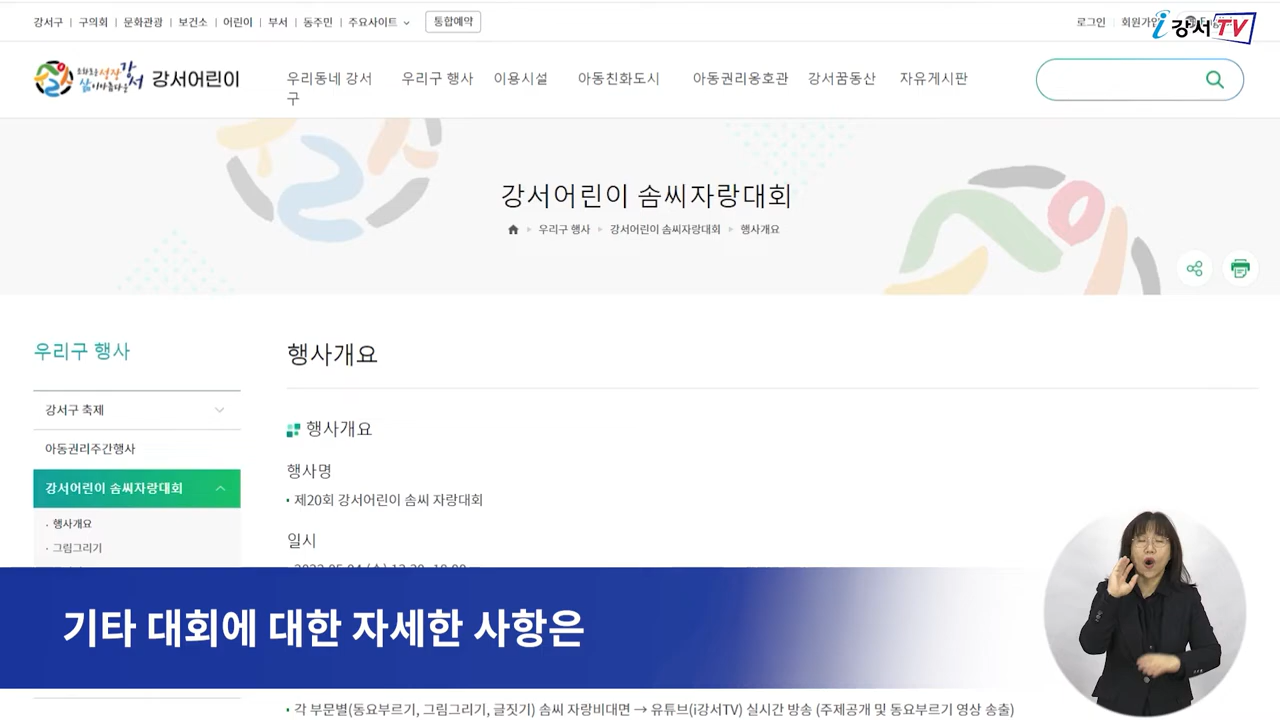 강서구 구의회 문화관광 보건소 어린이 부서 동주민 주요사이트 통합예약
로그인 회원가입
i강서TV
강서어린이
우리동네 강서구 우리구 행사 이용시설 아동친화도시 아동권리옹호관 강서꿈동산 자유게시판
강서어린이 솜씨자랑대회
우리구 행사 강서어린이 솜씨자랑대회 행사개요
우리구 행사
강서구 축제
아동권리주간행사
강서어린이 솜씨자랑대회
· 행사개요
· 그림그리기
행사개요
행사개요
행사명
• 제20회 강서어린이 솜씨 자랑대회
일시
기타 대회에 대한 자세한 사항은
• 각 부문별(동요부르기, 그림그리기, 글짓기) 솜씨 자랑비대면 → 유튜브(i강서TV) 실시간 방송 (주제공개 및 동요부르기 영상 송출)